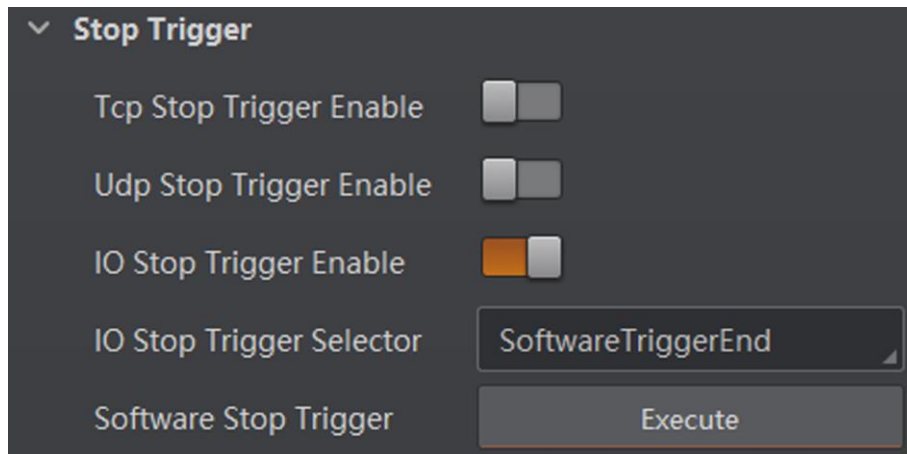 Stop Trigger
Tcp Stop Trigger Enable
Udp Stop Trigger Enable
IO Stop Trigger Enable
IO Stop Trigger Selector SoftwareTriggerEnd
Software Stop Trigger Execute